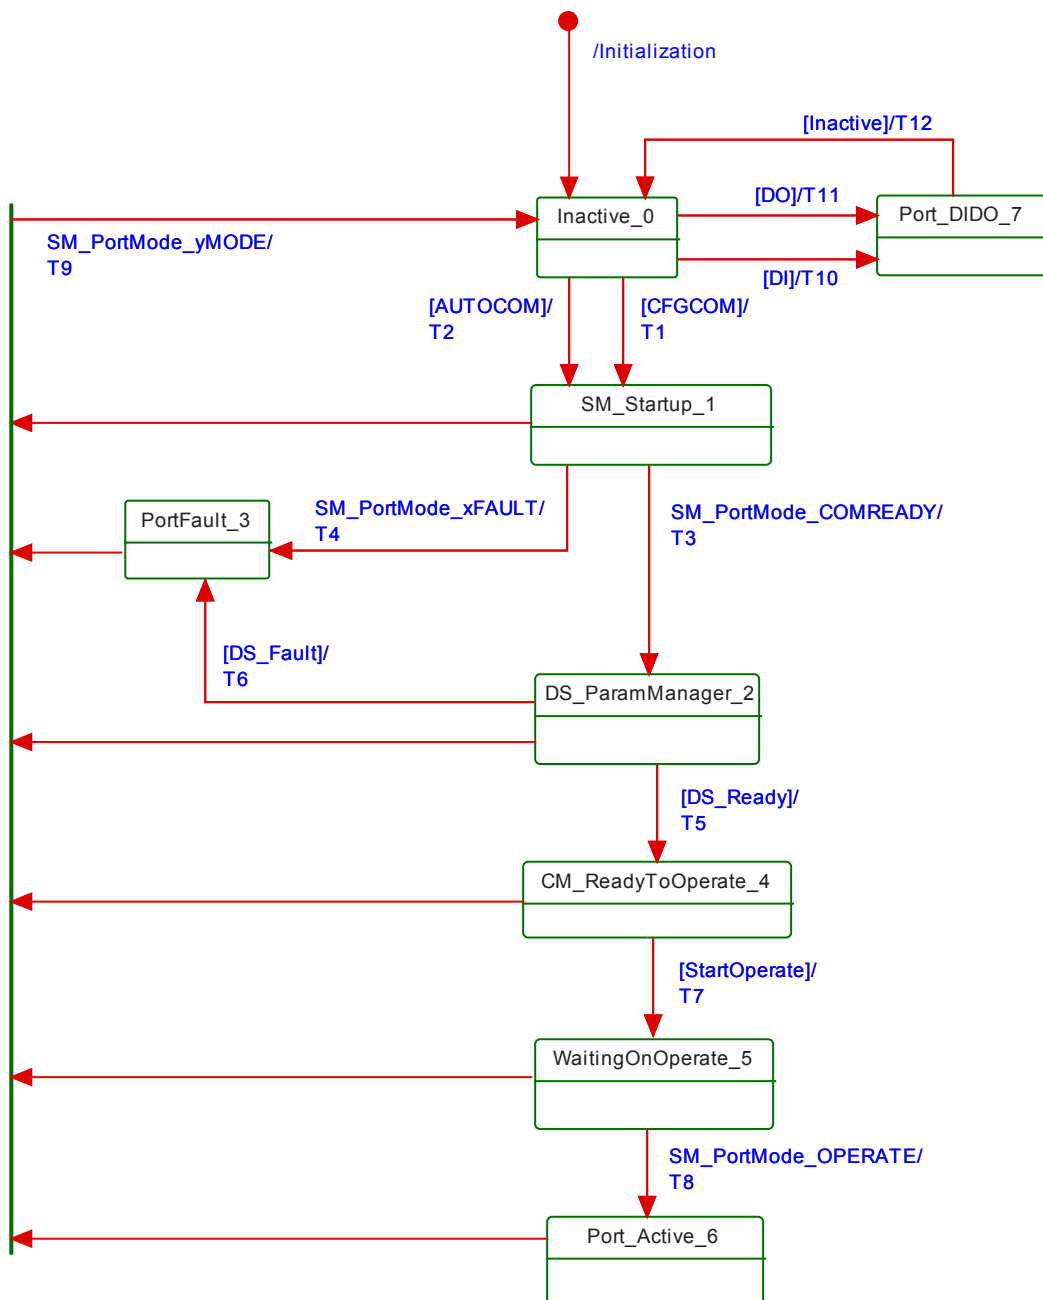 /Initialization
[Inactive]/T12
Inactive_0
[DO]/T11
Port_DIDO_7
SM_PortMode_yMODE/
T9
[DI]/T10
[AUTOCOM]/
T2
[CFGCOM]/
T1
SM_Startup_1
PortFault_3
SM_PortMode_xFAULT/
T4
SM_PortMode_COMREADY/
T3
[DS_Fault]/
T6
DS_ParamManager_2
[DS_Ready]/
T5
CM_ReadyToOperate_4
[StartOperate]/
T7
WaitingOnOperate_5
SM_PortMode_OPERATE/
T8
Port_Active_6